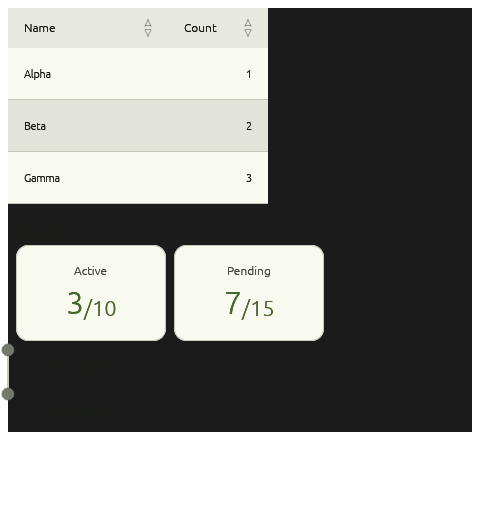 Name Count
Alpha 1
Beta 2
Gamma 3
Active Pending
3/10 7/15